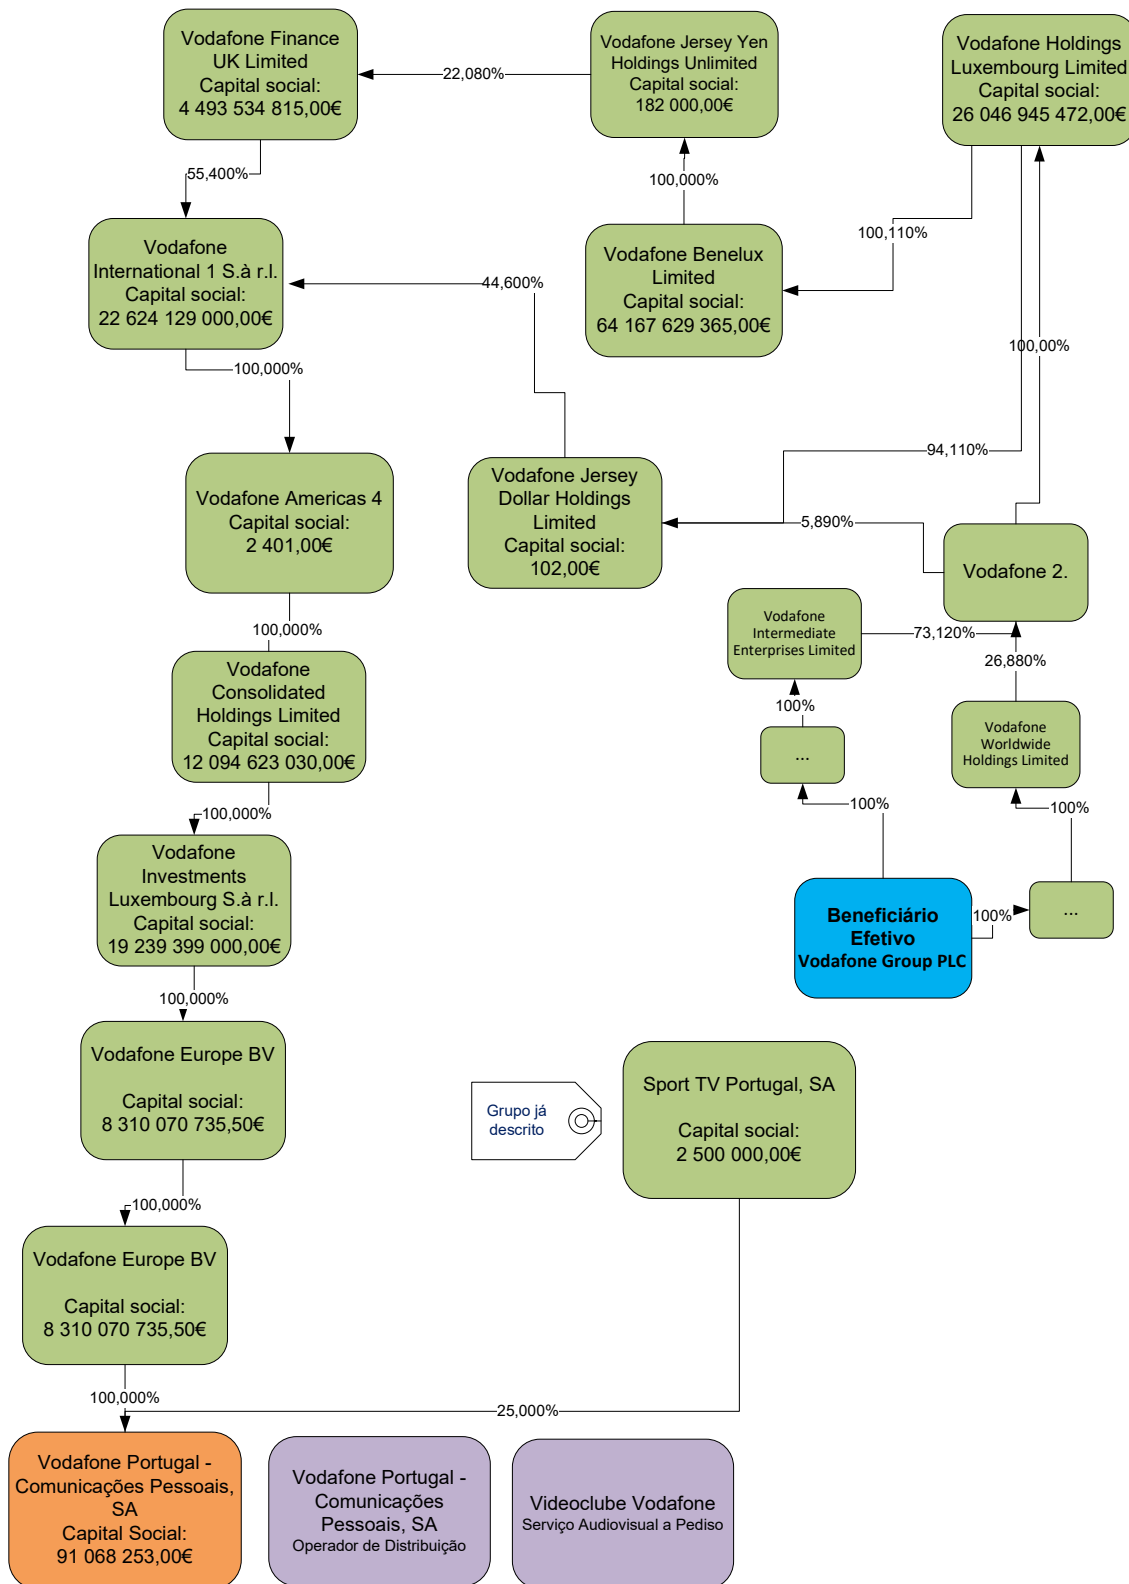 Vodafone Finance
UK Limited
Capital social:
4 493 534 815,00€
22,080%
Vodafone Jersey Yen
Holdings Unlimited
Capital social:
182 000,00€
Vodafone Holdings
Luxembourg Limited
Capital social:
26 046 945 472,00€
55,400%
100,000%
100,110%
Vodafone
International 1 S.à r.l.
Capital social:
22 624 129 000,00€
44,600%
Vodafone Benelux
Limited
Capital social:
64 167 629 365,00€
100,00%
100,000%
94,110%
Vodafone Americas 4
Capital social:
2 401,00€
Vodafone Jersey
Dollar Holdings
Limited
Capital social:
102,00€
5,890%
Vodafone 2.
Vodafone
Intermediate
Enterprises Limited
73,120%
26,880%
100,000%
Vodafone
Consolidated
Holdings Limited
Capital social:
12 094 623 030,00€
100%
...
Vodafone
Worldwide
Holdings Limited
100%
100%
100,000%
Vodafone
Investments
Luxembourg S.à r.l.
Capital social:
19 239 399 000,00€
Beneficiário
Efetivo
Vodafone Group PLC
100%
...
100,000%
Vodafone Europe BV
Capital social:
8 310 070 735,50€
Grupo já
descrito
Sport TV Portugal, SA
Capital social:
2 500 000,00€
100,000%
Vodafone Europe BV
Capital social:
8 310 070 735,50€
100,000%
25,000%
Vodafone Portugal -
Comunicações Pessoais,
SA
Capital Social:
91 068 253,00€
Vodafone Portugal -
Comunicações
Pessoais, SA
Operador de Distribuição
Videoclube Vodafone
Serviço Audiovisual a Pediso